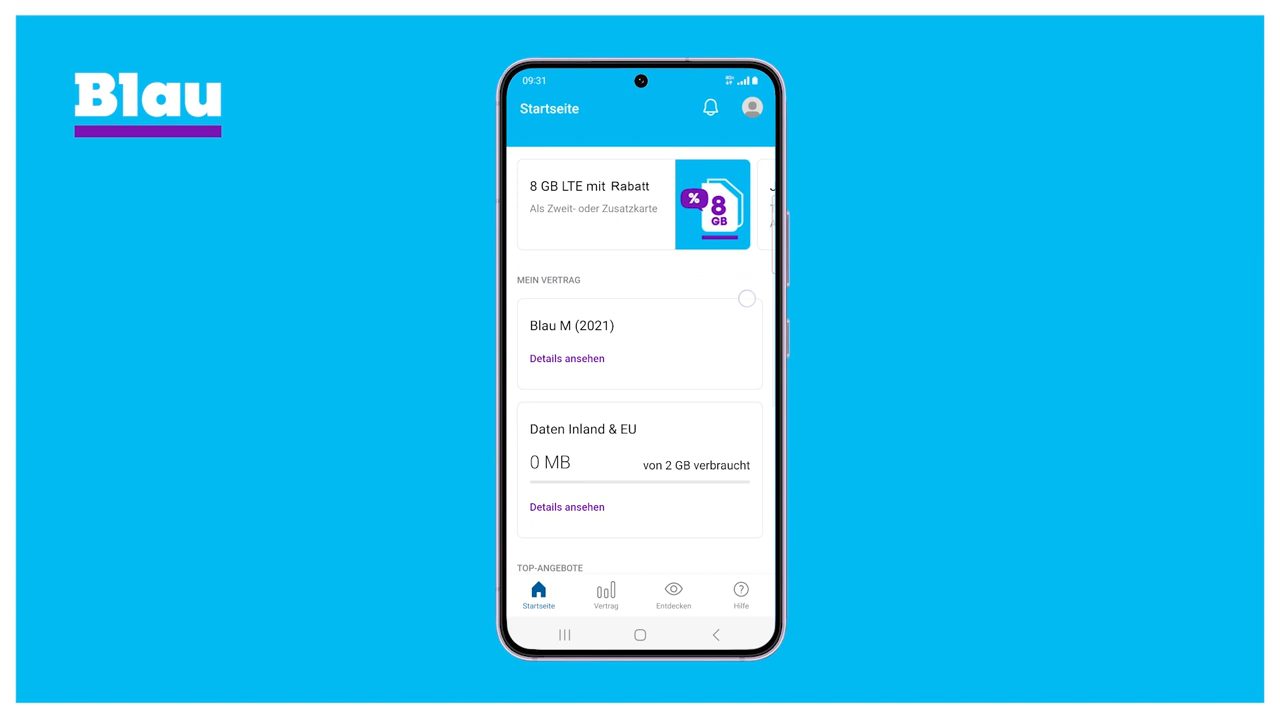 Blau
09:31
Startseite
8 GB LTE mit Rabatt
Als Zweit- oder Zusatzkarte
%
8
GB
MEIN VERTRAG
Blau M (2021)
Details ansehen
Daten Inland & EU
0 MB
von 2 GB verbraucht
Details ansehen
TOP-ANGEBOTE
Startseite
Vertrag
Entdecken
Hilfe